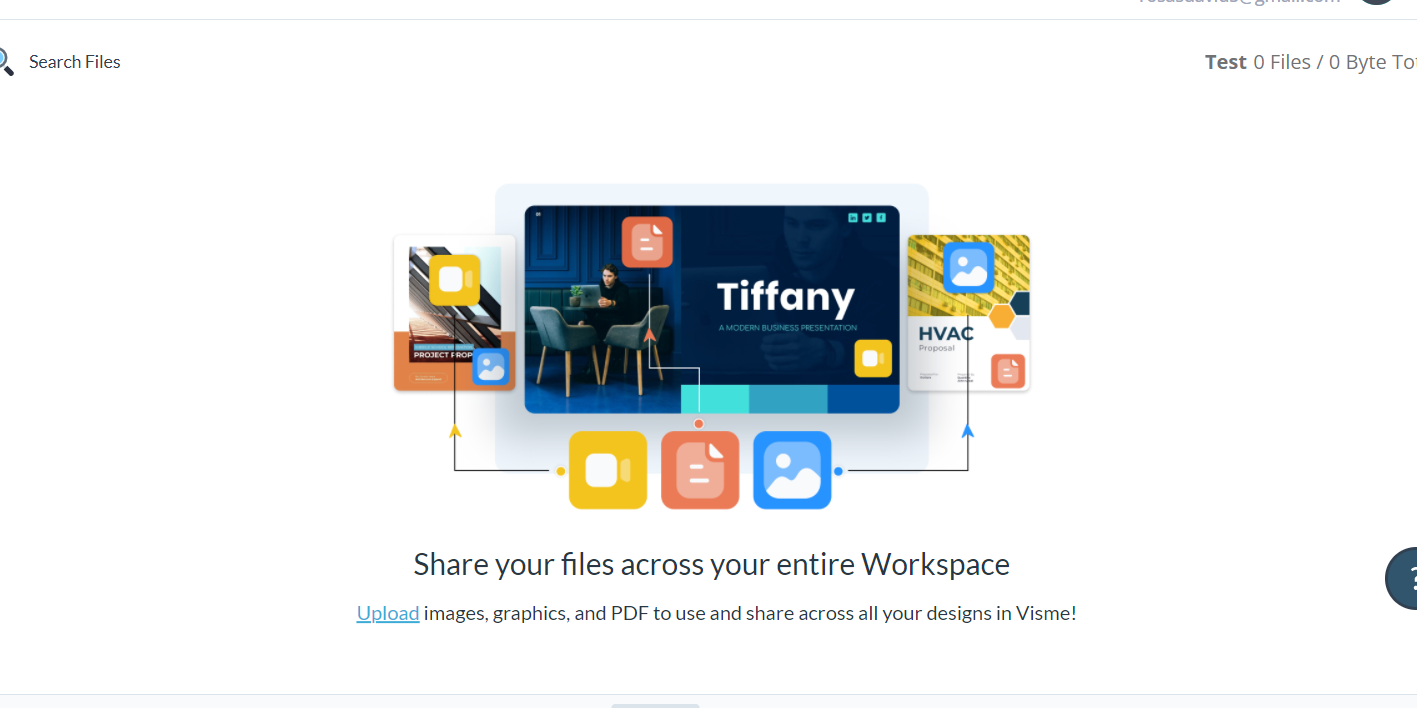 Search Files
Test 0 Files / 0 Byte
Tiffany
A MODERN BUSINESS PRESENTATION
PROJECT PROP
HVAC
Proposal
Share your files across your entire Workspace
Upload images, graphics, and PDF to use and share across all your designs in Visme!